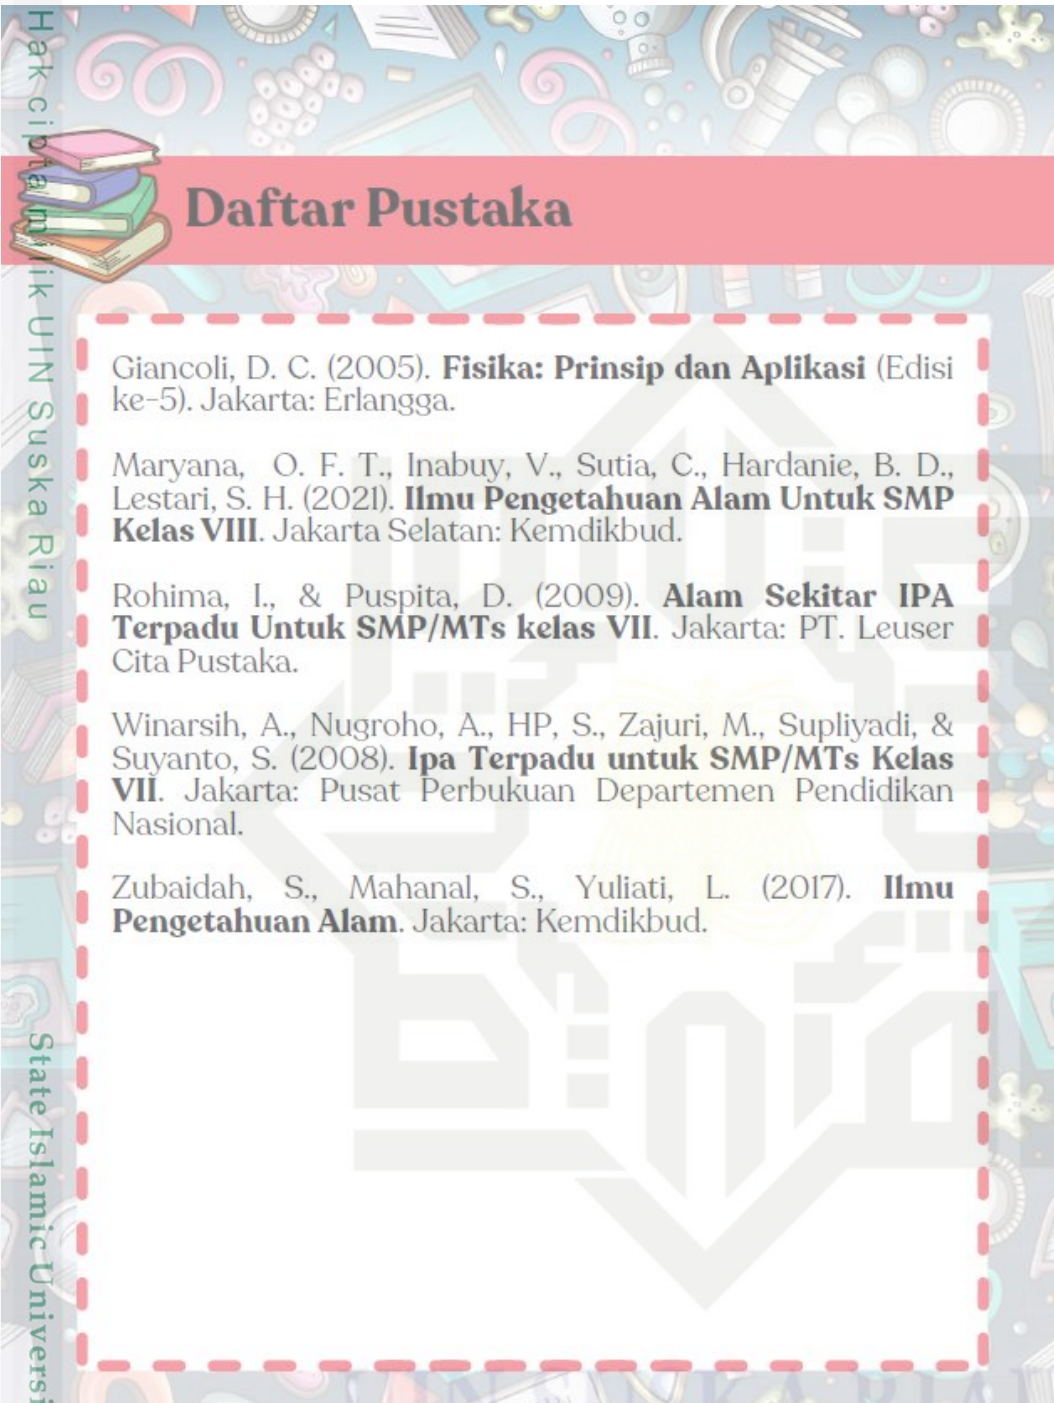 Hak cipta milik UIN Suska Riau
Daftar Pustaka
Giancoli, D. C. (2005). Fisika: Prinsip dan Aplikasi (Edisi
ke-5). Jakarta: Erlangga.
Maryana, O. F. T., Inabuy, V., Sutia, C., Hardanie, B. D.,
Lestari, S. H. (2021). Ilmu Pengetahuan Alam Untuk SMP
Kelas VIII. Jakarta Selatan: Kemdikbud.
Rohima, I., & Puspita, D. (2009). Alam Sekitar IPA
Terpadu Untuk SMP/MTs kelas VII. Jakarta: PT. Leuser
Cita Pustaka.
Winarsih, A., Nugroho, A., HP, S., Zajuri, M., Supliyadi, &
Suyanto, S. (2008). Ipa Terpadu untuk SMP/MTs Kelas
VII. Jakarta: Pusat Perbukuan Departemen Pendidikan
Nasional.
Zubaidah, S., Mahanal, S., Yuliati, L. (2017). Ilmu
Pengetahuan Alam. Jakarta: Kemdikbud.
State Islamic Universi
UIN SUSKA RIAU